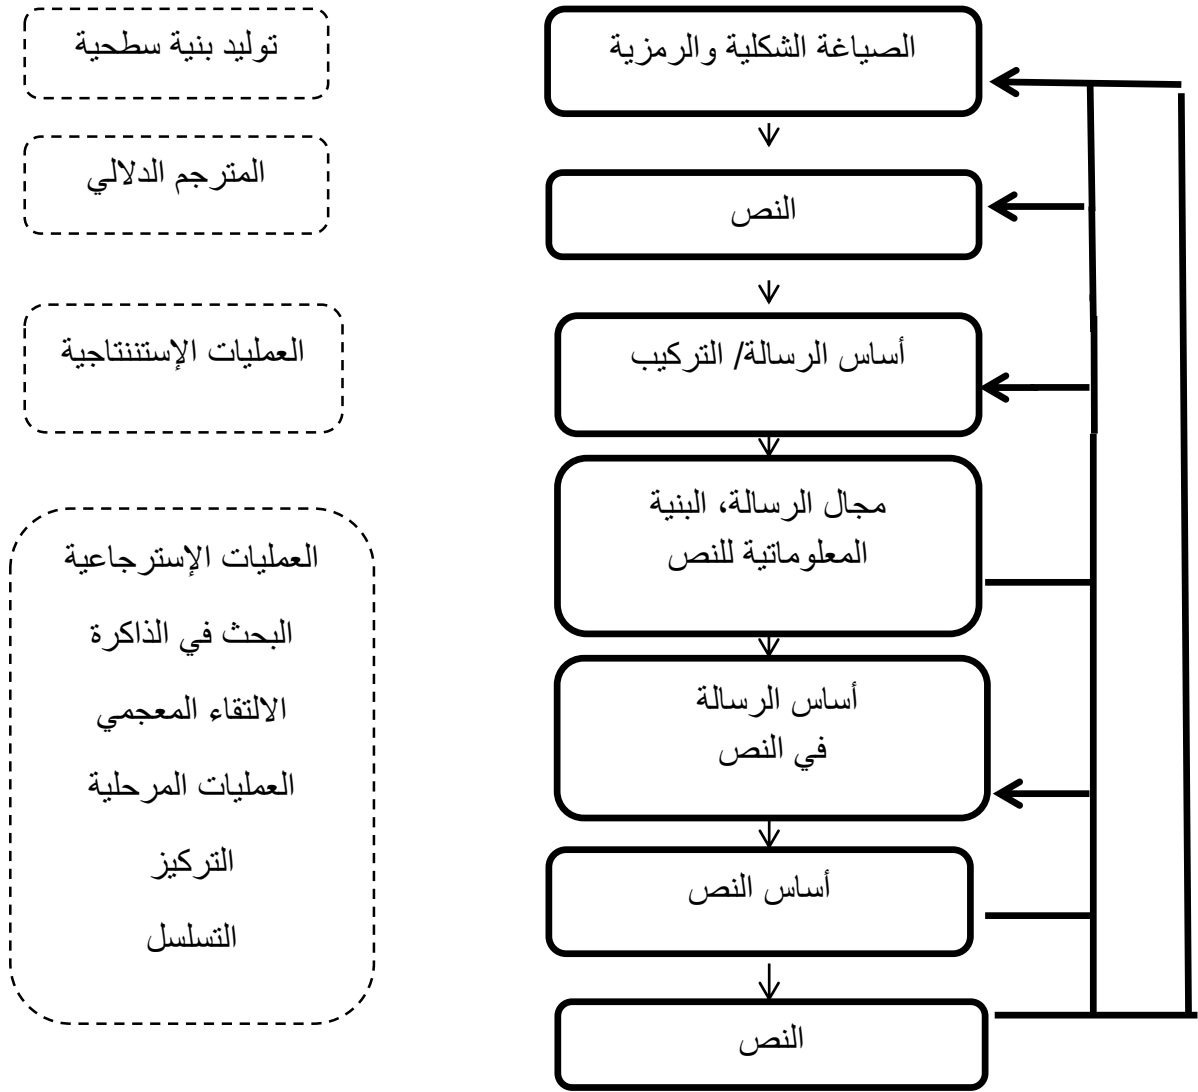 الصياغة الشكلية والرمزية
النص
أساس الرسالة/ التركيب
مجال الرسالة، البنية
المعلوماتية للنص
أساس الرسالة
في النص
أساس النص
النص
توليد بنية سطحية
المترجم الدلالي
العمليات الإستننتاجية
العمليات الإسترجاعية
البحث في الذاكرة
الالتقاء المعجمي
العمليات المرحلية
التركيز
التسلسل